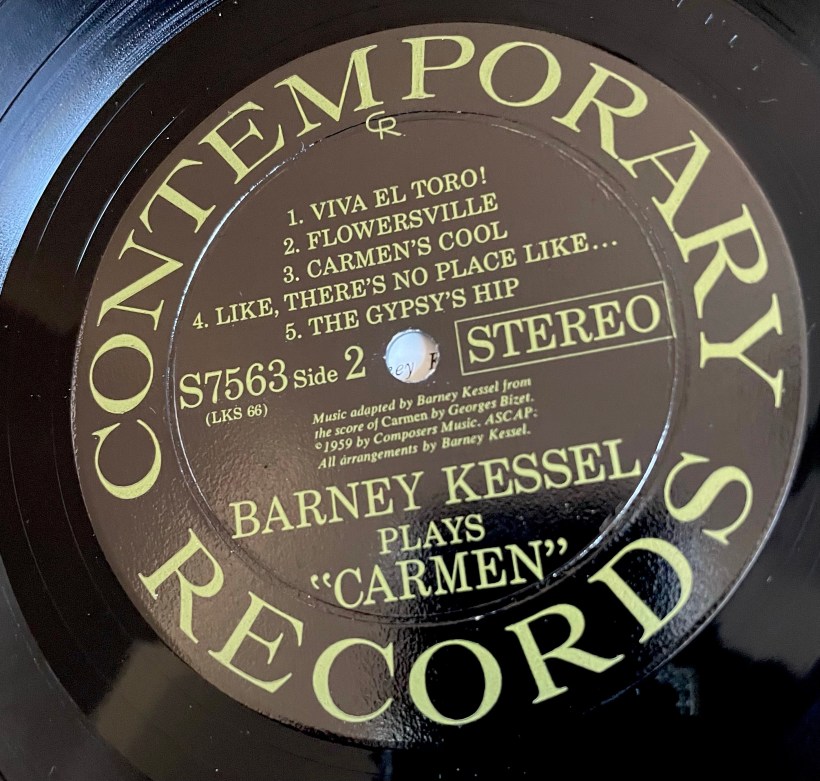 CONTEMPORARY
CR
1. VIVA EL TORO!
2. FLOWERSVILLE
3. CARMEN'S COOL
4. LIKE, THERE'S NO PLACE LIKE...
5. THE GYPSY'S HIP
STEREO
S7563 Side 2
(LKS 66)
Music adapted by Barney Kessel from
the score of Carmen by Georges Bizet.
©1959 by Composers Music. ASCAP.
All arrangements by Barney Kessel.
BARNEY KESSEL
PLAYS
"CARMEN"
RECORDS